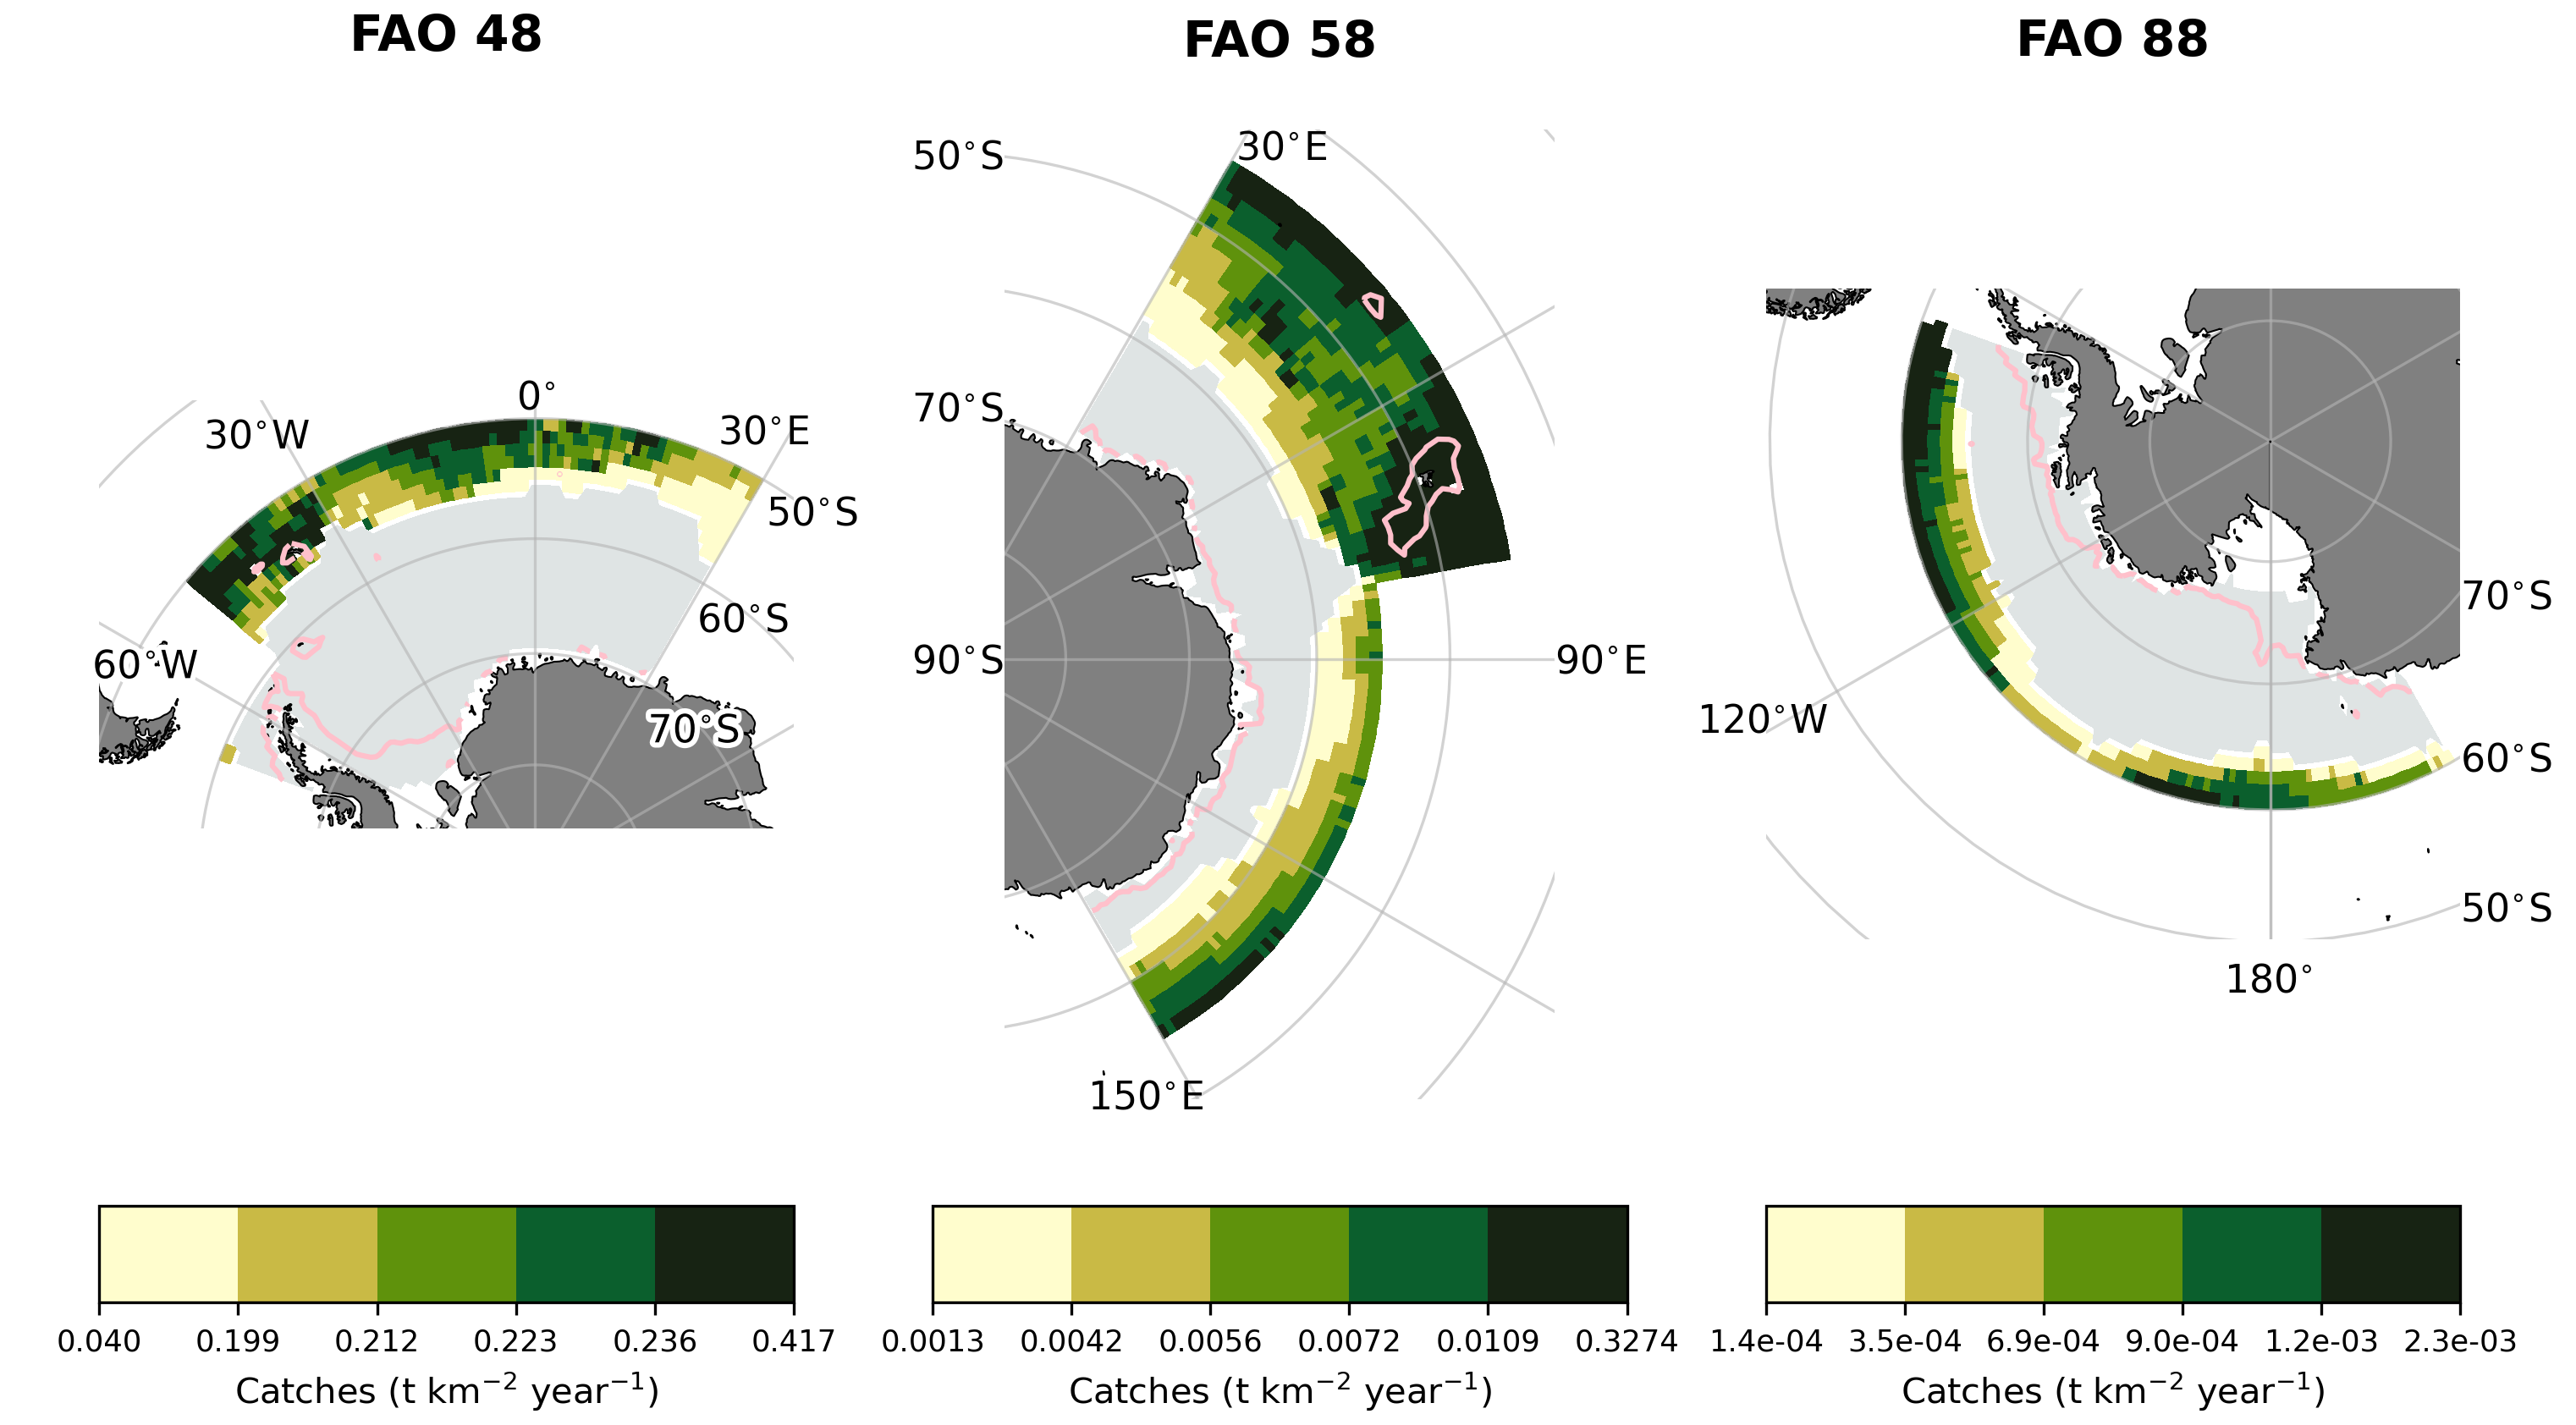 FAO 48
FAO 58
FAO 88
0°
30°W
30°E
50°S
60°W
60°S
70°S
50°S
30°E
70°S
90°S
90°E
150°E
70°S
120°W
60°S
50°S
180°
0.040 0.199 0.212 0.223 0.236 0.417
Catches (t km⁻² year⁻¹)
0.0013 0.0042 0.0056 0.0072 0.0109 0.3274
Catches (t km⁻² year⁻¹)
1.4e-04 3.5e-04 6.9e-04 9.0e-04 1.2e-03 2.3e-03
Catches (t km⁻² year⁻¹)